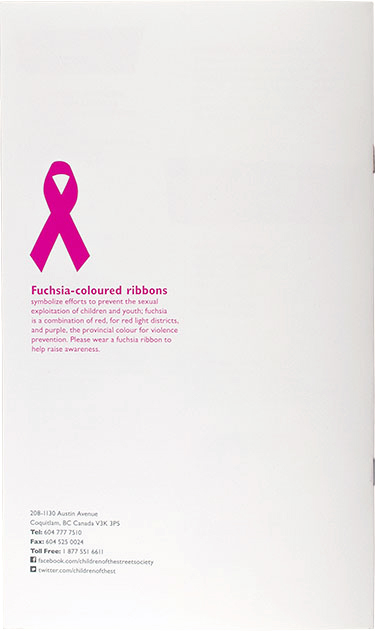 Fuchsia-coloured ribbons
symbolize efforts to prevent the sexual
exploitation of children and youth; fuchsia
is a combination of red, for red light districts,
and purple, the provincial colour for violence
prevention. Please wear a fuchsia ribbon to
help raise awareness.
208-1130 Austin Avenue
Coquitlam, BC Canada V3K 3P5
Tel: 604 777 7510
Fax: 604 525 0024
Toll Free: 1 877 551 6611
facebook.com/childrenofthestreetsociety
twitter.com/childrenofthest